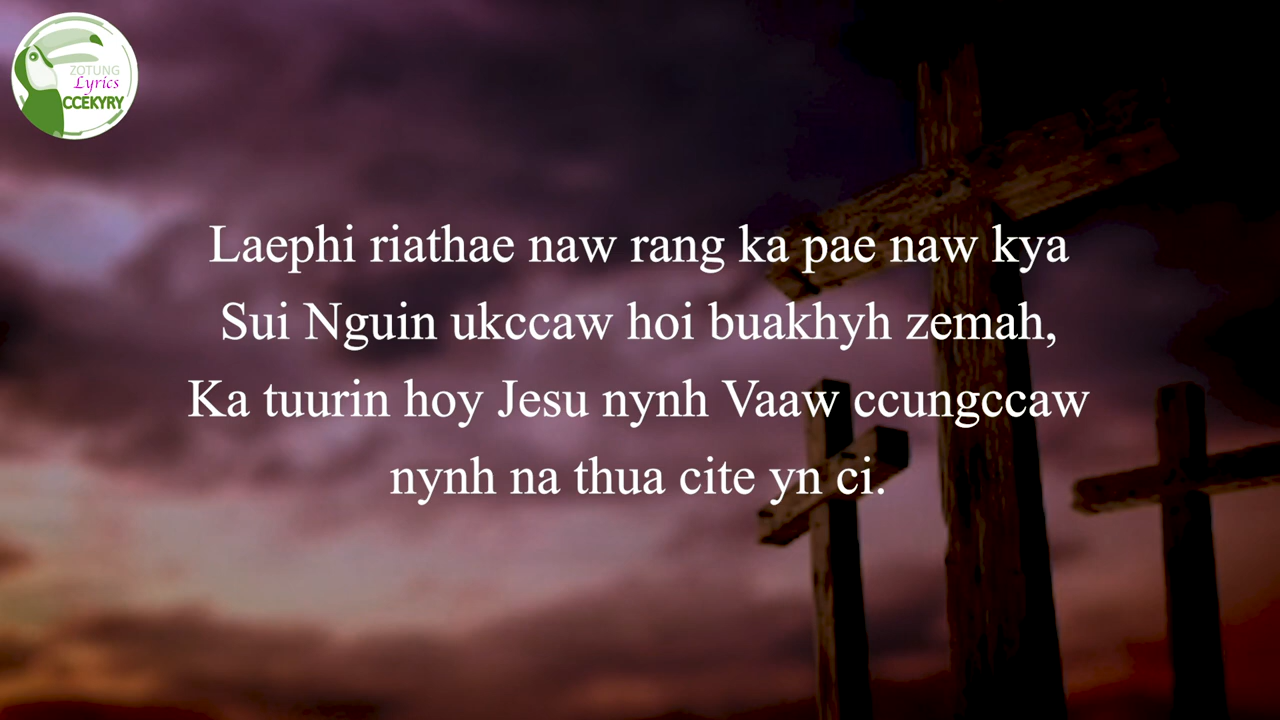 ZOTUNG
Lyrics
CCĒKYRY
Laephi riathae naw rang ka pae naw kya
Sui Nguin ukccaw hoi buakhyh zemah,
Ka tuurin hoy Jesu nynh Vaaw ccungccaw
nynh na thua cite yn ci.